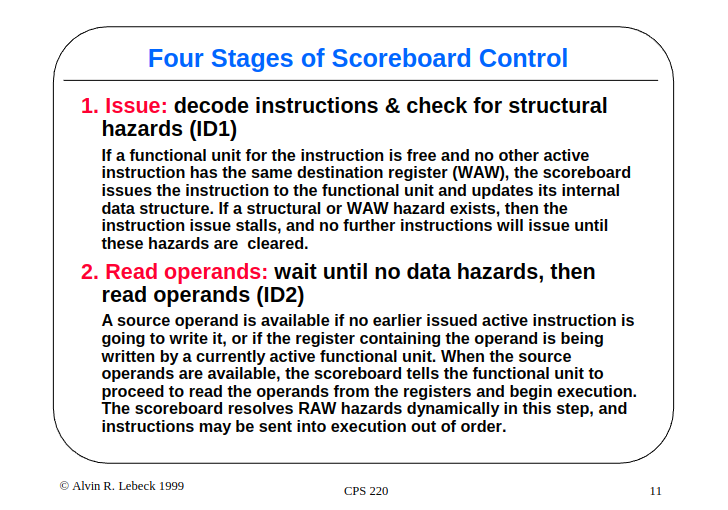 Four Stages of Scoreboard Control
1. Issue: decode instructions & check for structural
hazards (ID1)
If a functional unit for the instruction is free and no other active
instruction has the same destination register (WAW), the scoreboard
issues the instruction to the functional unit and updates its internal
data structure. If a structural or WAW hazard exists, then the
instruction issue stalls, and no further instructions will issue until
these hazards are  cleared.
2. Read operands: wait until no data hazards, then
read operands (ID2)
A source operand is available if no earlier issued active instruction is
going to write it, or if the register containing the operand is being
written by a currently active functional unit. When the source
operands are available, the scoreboard tells the functional unit to
proceed to read the operands from the registers and begin execution.
The scoreboard resolves RAW hazards dynamically in this step, and
instructions may be sent into execution out of order.
© Alvin R. Lebeck 1999
CPS 220
11